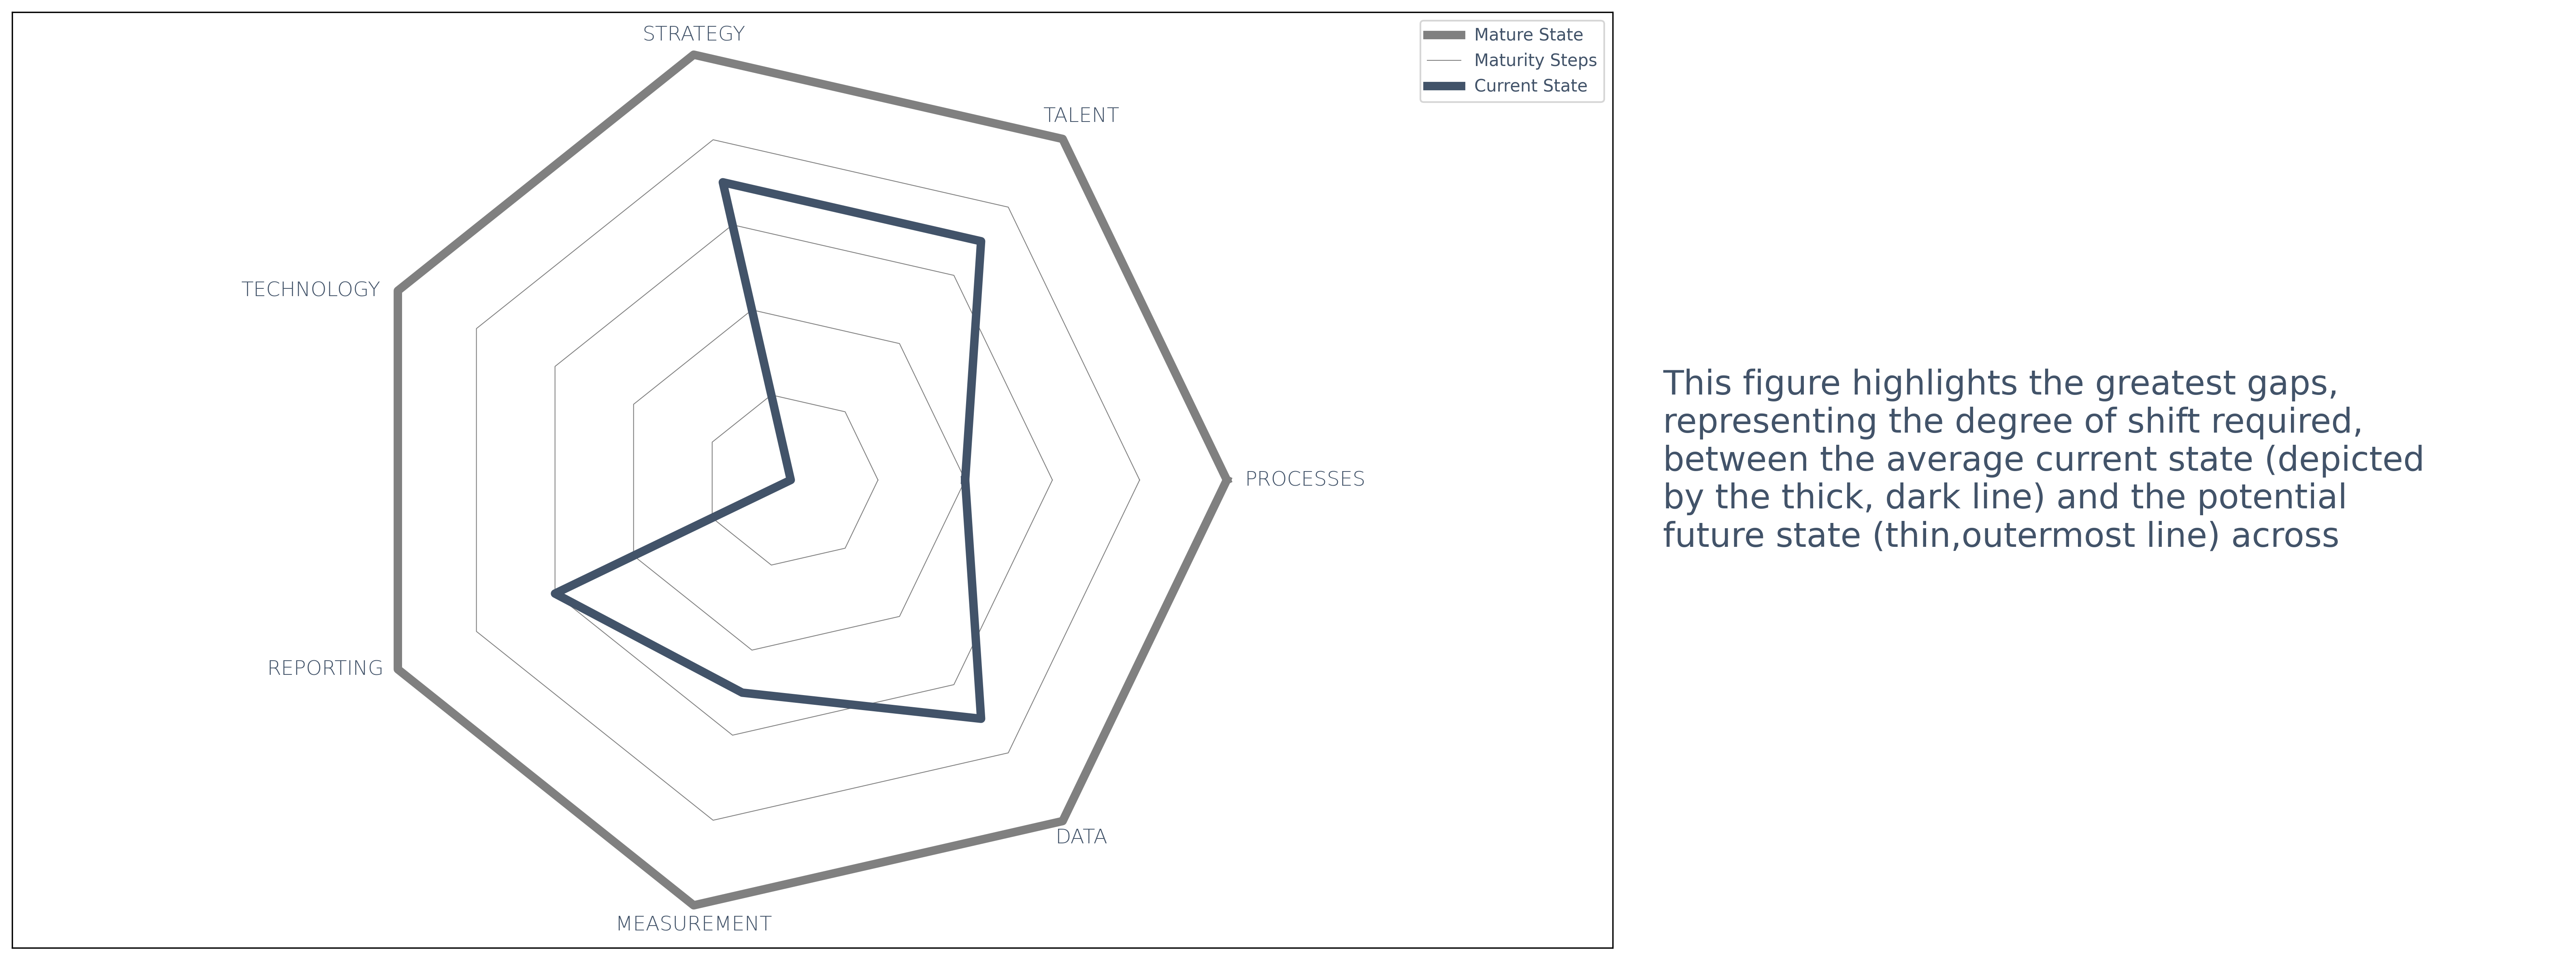 STRATEGY
Mature State
Maturity Steps
Current State
TALENT
TECHNOLOGY
PROCESSES
REPORTING
DATA
MEASUREMENT
This figure highlights the greatest gaps,
representing the degree of shift required,
between the average current state (depicted
by the thick, dark line) and the potential
future state (thin,outermost line) across